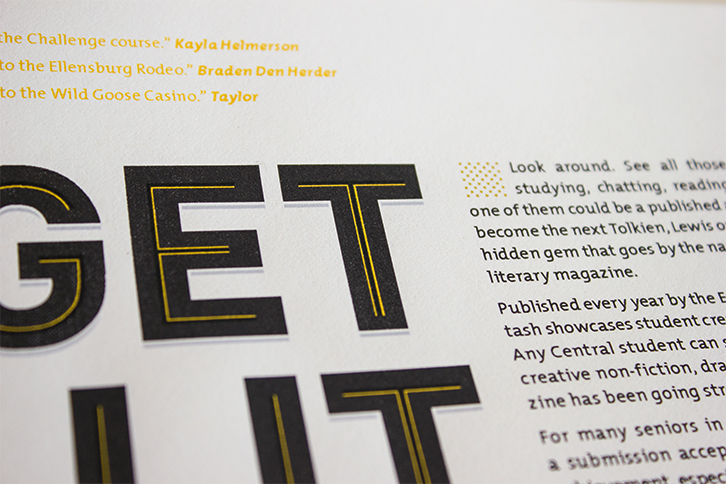 the Challenge course." Kayla Helmerson
to the Ellensburg Rodeo." Braden Den Herder
to the Wild Goose Casino." Taylor
GET
LIT
Look around. See all those
studying, chatting, reading
one of them could be a published
become the next Tolkien, Lewis o
hidden gem that goes by the na
literary magazine.
Published every year by the E
tash showcases student cre
Any Central student can s
creative non-fiction, dra
zine has been going str
For many seniors in
a submission accep
especi